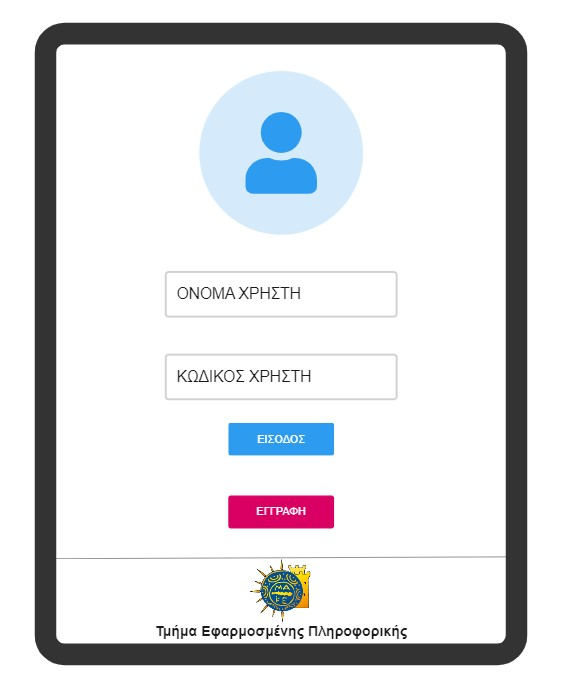 ΟΝΟΜΑ ΧΡΗΣΤΗ
ΚΩΔΙΚΟΣ ΧΡΗΣΤΗ
ΕΙΣΟΔΟΣ
ΕΓΓΡΑΦΗ
Τμήμα Εφαρμοσμένης Πληροφορικής